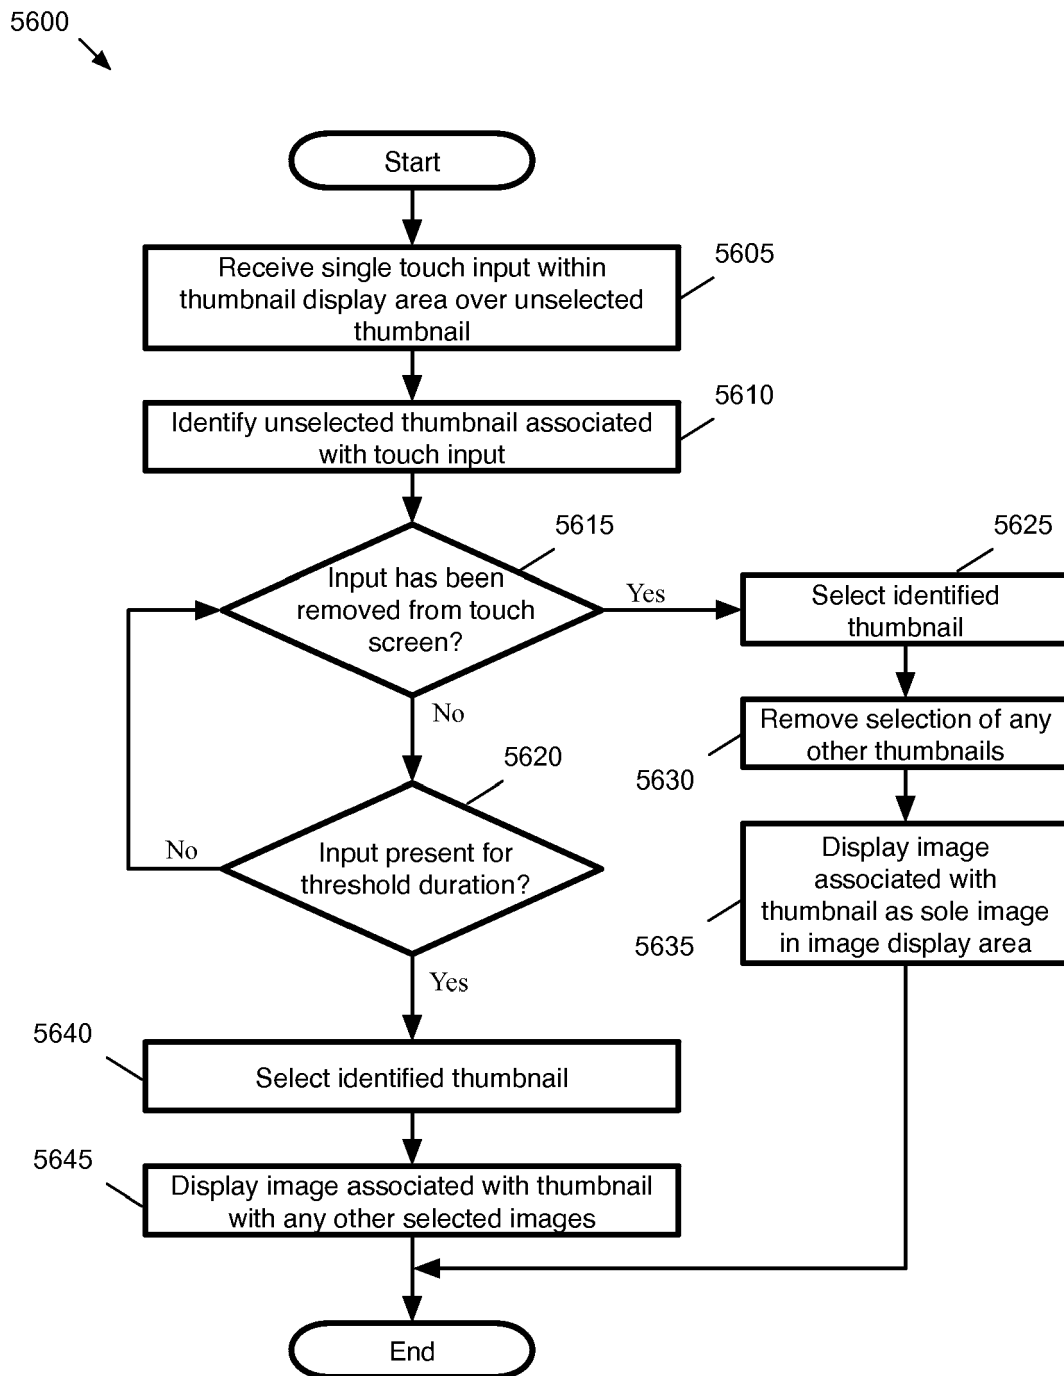 5600
Start
Receive single touch input within
thumbnail display area over unselected
thumbnail
5605
Identify unselected thumbnail associated
with touch input
5610
Input has been
removed from touch
screen?
5615
Yes
No
Select identified
thumbnail
5625
Remove selection of any
other thumbnails
5630
Display image
associated with
thumbnail as sole image
in image display area
5635
Input present for
threshold duration?
5620
No
Yes
5640
Select identified thumbnail
5645
Display image associated with thumbnail
with any other selected images
End